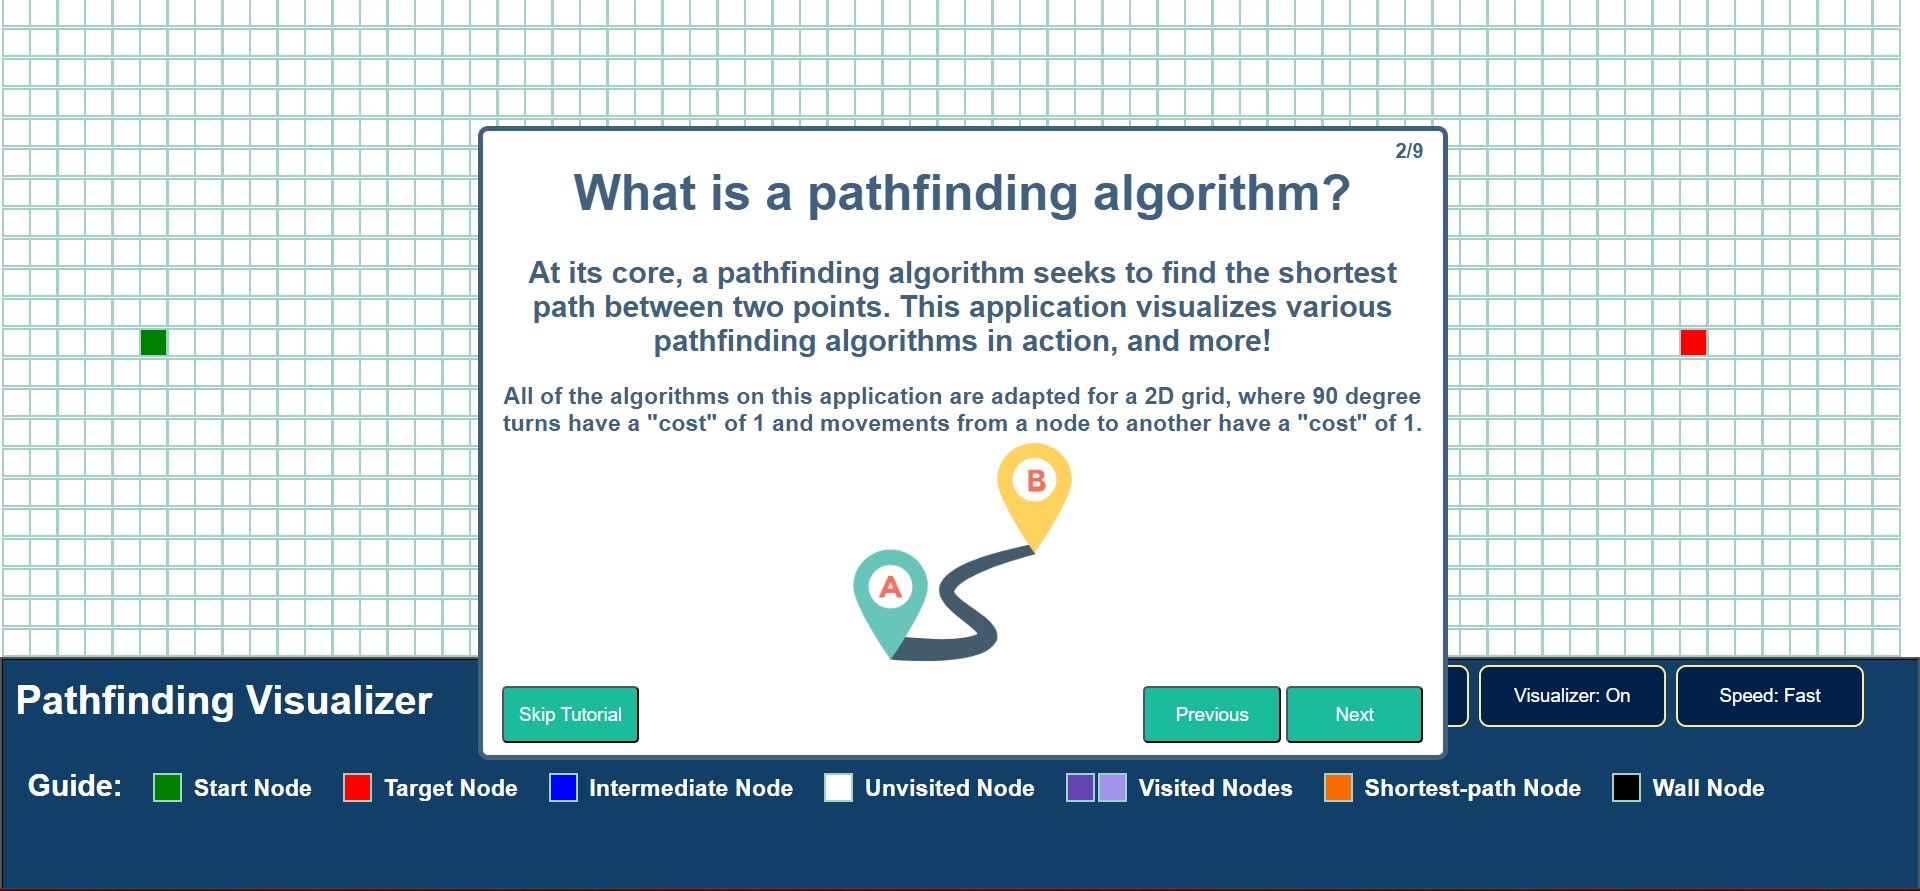 2/9
What is a pathfinding algorithm?
At its core, a pathfinding algorithm seeks to find the shortest
path between two points. This application visualizes various
pathfinding algorithms in action, and more!
All of the algorithms on this application are adapted for a 2D grid, where 90 degree
turns have a "cost" of 1 and movements from a node to another have a "cost" of 1.
B
A
Skip Tutorial
Previous
Next
Pathfinding Visualizer
Visualizer: On
Speed: Fast
Guide:
Start Node
Target Node
Intermediate Node
Unvisited Node
Visited Nodes
Shortest-path Node
Wall Node